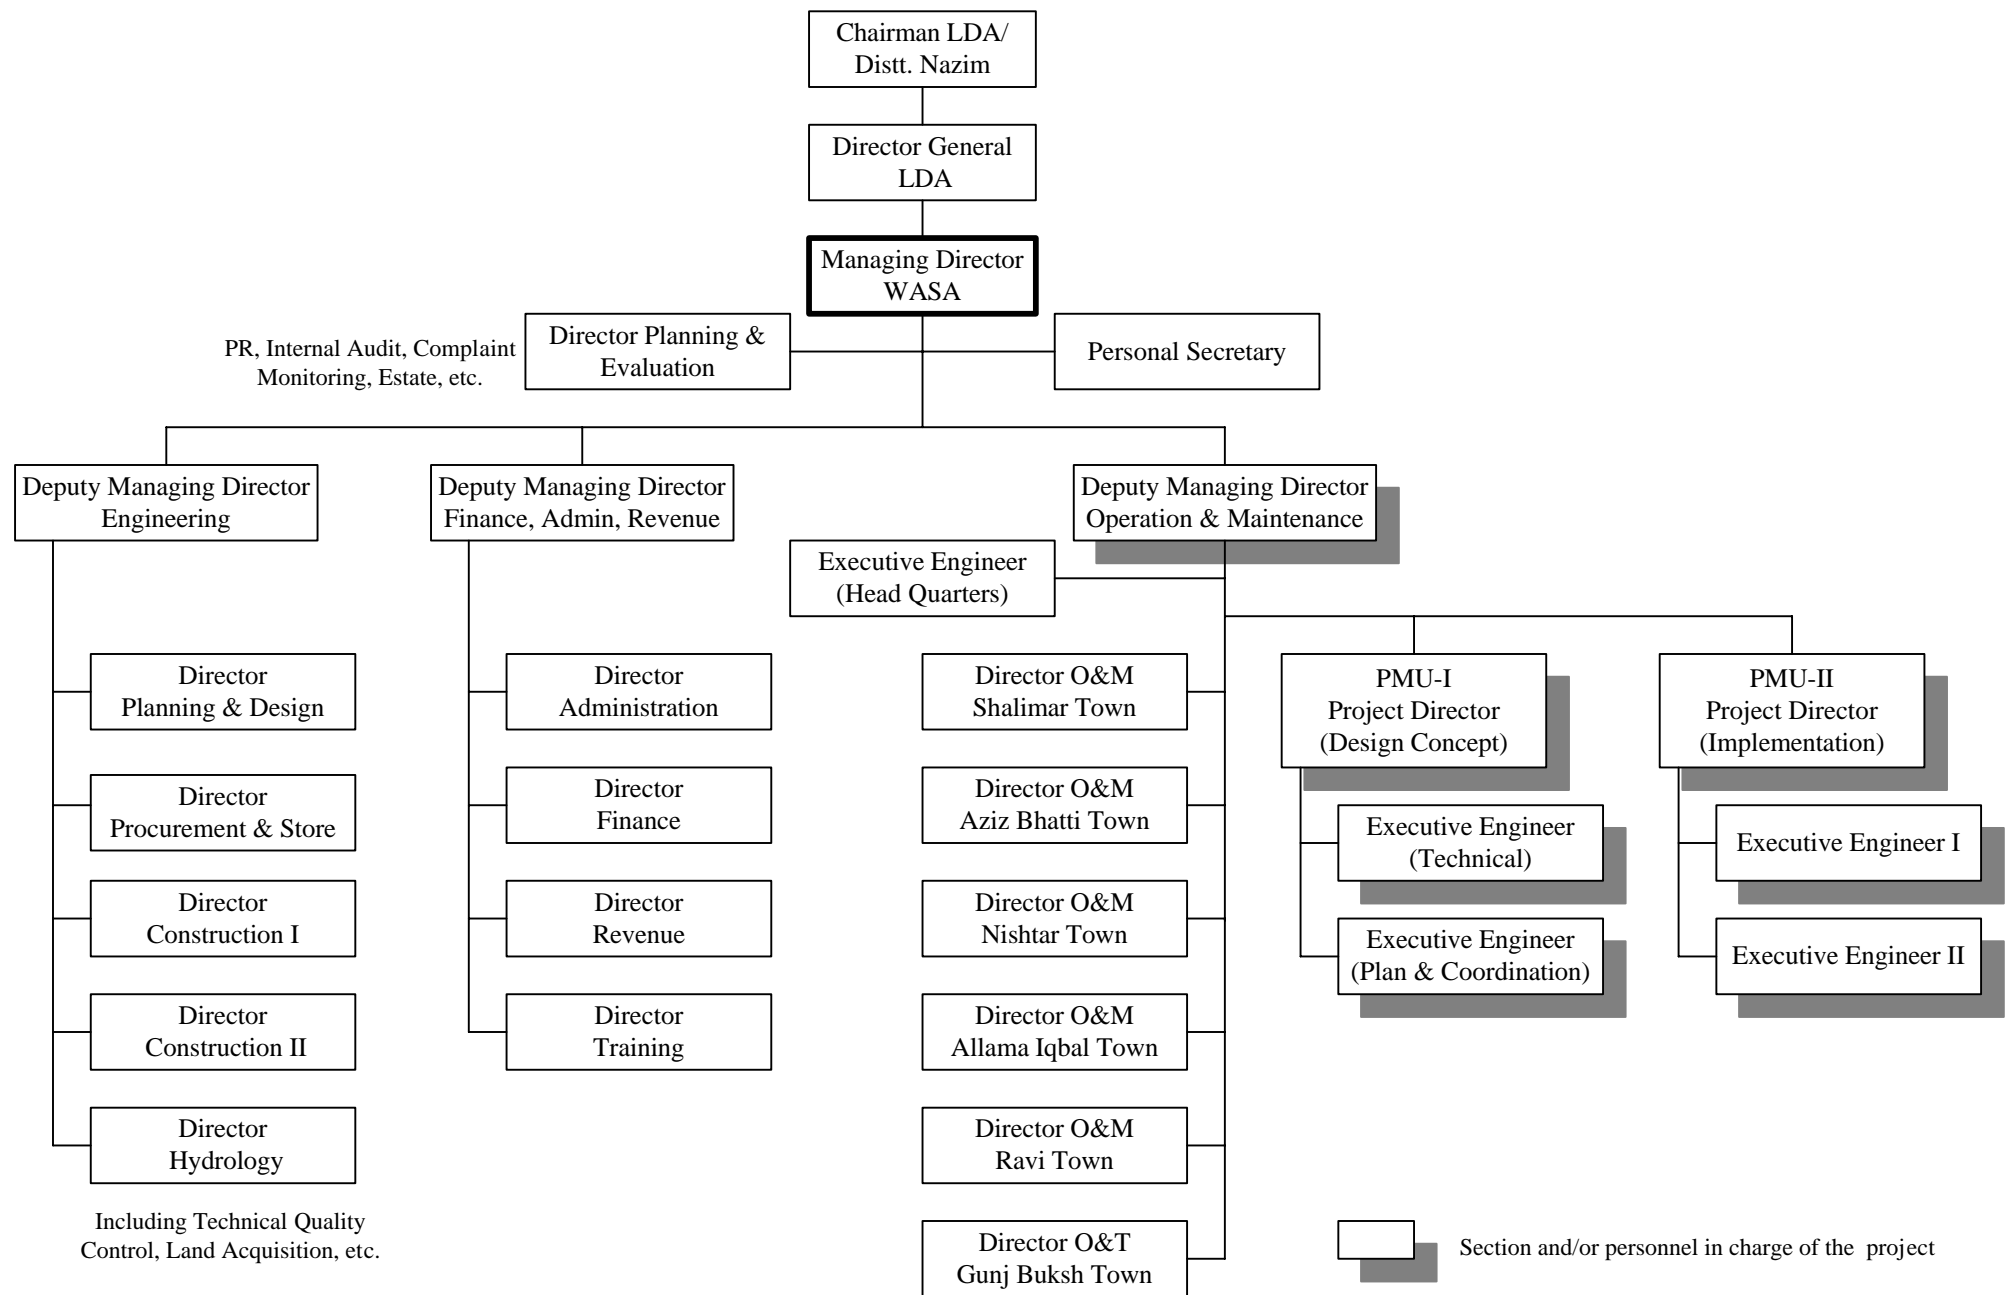 Chairman LDA/
Distt. Nazim
Director General
LDA
Managing Director
WASA
PR, Internal Audit, Complaint
Monitoring, Estate, etc.
Director Planning &
Evaluation
Personal Secretary
Deputy Managing Director
Engineering
Deputy Managing Director
Finance, Admin, Revenue
Deputy Managing Director
Operation & Maintenance
Executive Engineer
(Head Quarters)
Director
Planning & Design
Director
Procurement & Store
Director
Construction I
Director
Construction II
Director
Hydrology
Including Technical Quality
Control, Land Acquisition, etc.
Director
Administration
Director
Finance
Director
Revenue
Director
Training
Director O&M
Shalimar Town
Director O&M
Aziz Bhatti Town
Director O&M
Nishtar Town
Director O&M
Allama Iqbal Town
Director O&M
Ravi Town
Director O&T
Gunj Buksh Town
PMU-I
Project Director
(Design Concept)
Executive Engineer
(Technical)
Executive Engineer
(Plan & Coordination)
PMU-II
Project Director
(Implementation)
Executive Engineer I
Executive Engineer II
Section and/or personnel in charge of the project